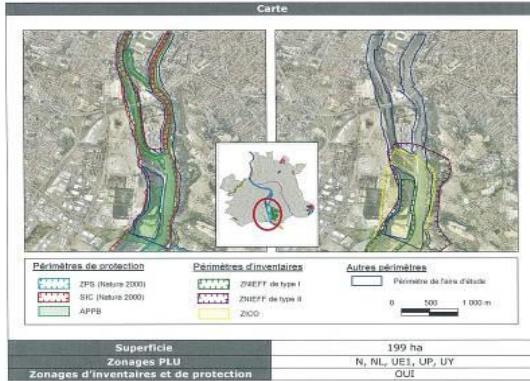 Carte
Périmètres de protection
ZPS (Natura 2000)
SIC (Natura 2000)
APPB
Périmètres d'inventaires
ZNIEFF de type I
ZNIEFF de type II
ZICO
Autres périmètres
Périmètre de l'aire d'étude
0 500 1 000 m
Superficie 199 ha
Zonages PLU N, NL, UE1, UP, UY
Zonages d'inventaires et de protection OUI